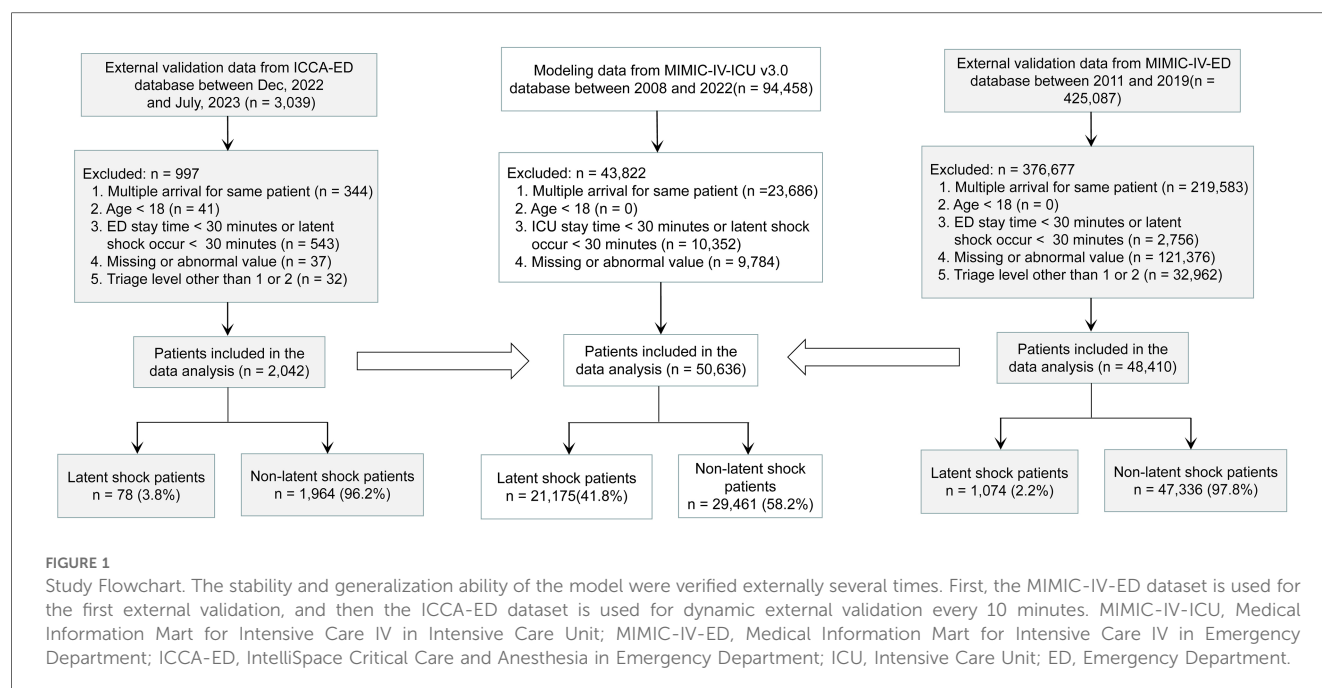 External validation data from ICCA-ED
database between Dec, 2022
and July, 2023 (n = 3,039)
Excluded: n = 997
1. Multiple arrival for same patient (n = 344)
2. Age < 18 (n = 41)
3. ED stay time < 30 minutes or latent
shock occur < 30 minutes (n = 543)
4. Missing or abnormal value (n = 37)
5. Triage level other than 1 or 2 (n = 32)
Patients included in the
data analysis (n = 2,042)
Latent shock patients
n = 78 (3.8%)
Non-latent shock patients
n = 1,964 (96.2%)
Modeling data from MIMIC-IV-ICU v3.0
database between 2008 and 2022(n = 94,458)
Excluded: n = 43,822
1. Multiple arrival for same patient (n =23,686)
2. Age < 18 (n = 0)
3. ICU stay time < 30 minutes or latent shock
occur < 30 minutes (n = 10,352)
4. Missing or abnormal value (n = 9,784)
Patients included in the
data analysis (n = 50,636)
Latent shock patients
n = 21,175(41.8%)
Non-latent shock
patients
n = 29,461 (58.2%)
External validation data from MIMIC-IV-ED
database between 2011 and 2019(n =
425,087)
Excluded: n = 376,677
1. Multiple arrival for same patient (n = 219,583)
2. Age < 18 (n = 0)
3. ED stay time < 30 minutes or latent
shock occur < 30 minutes (n = 2,756)
4. Missing or abnormal value (n = 121,376)
5. Triage level other than 1 or 2 (n = 32,962)
Patients included in the
data analysis (n = 48,410)
Latent shock patients
n = 1,074 (2.2%)
Non-latent shock patients
n = 47,336 (97.8%)
FIGURE 1
Study Flowchart. The stability and generalization ability of the model were verified externally several times. First, the MIMIC-IV-ED dataset is used for
the first external validation, and then the ICCA-ED dataset is used for dynamic external validation every 10 minutes. MIMIC-IV-ICU, Medical
Information Mart for Intensive Care IV in Intensive Care Unit; MIMIC-IV-ED, Medical Information Mart for Intensive Care IV in Emergency
Department; ICCA-ED, IntelliSpace Critical Care and Anesthesia in Emergency Department; ICU, Intensive Care Unit; ED, Emergency Department.